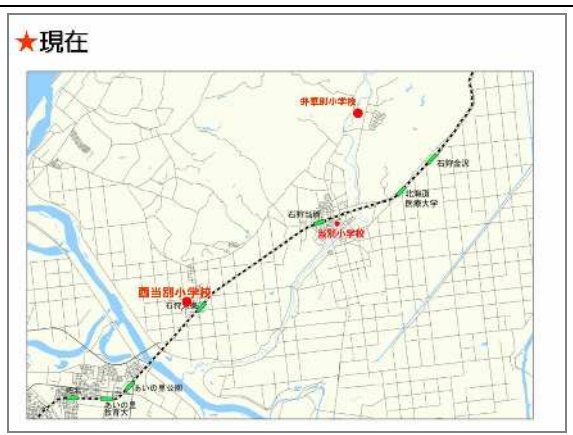 ★現在
弁華別小学校
石狩金沢
北海道
医療大学
石狩当別
当別小学校
西当別小学校
あいの里公園
あいの里
教育大